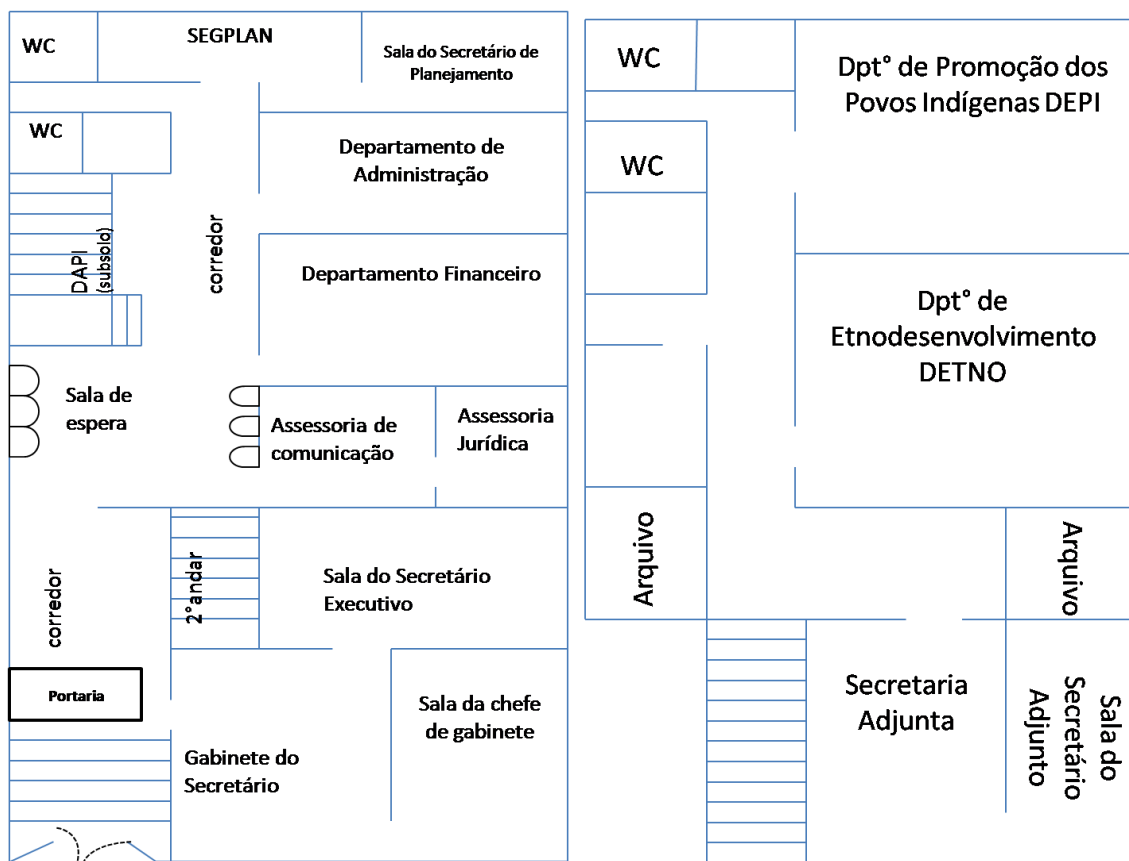 WC
SEGPLAN
Sala do Secretário de
Planejamento
WC
Departamento de
Administração
DAPI
(subsolo)
corredor
Departamento Financeiro
Sala de
espera
Assessoria de
comunicação
Assessoria
Jurídica
corredor
2°andar
Sala do Secretário
Executivo
Portaria
Sala da chefe
de gabinete
Gabinete do
Secretário
WC
Dpt° de Promoção dos
Povos Indígenas DEPI
WC
Dpt° de
Etnodesenvolvimento
DETNO
Arquivo
Arquivo
Secretaria
Adjunta
Sala do
Secretário
Adjunto